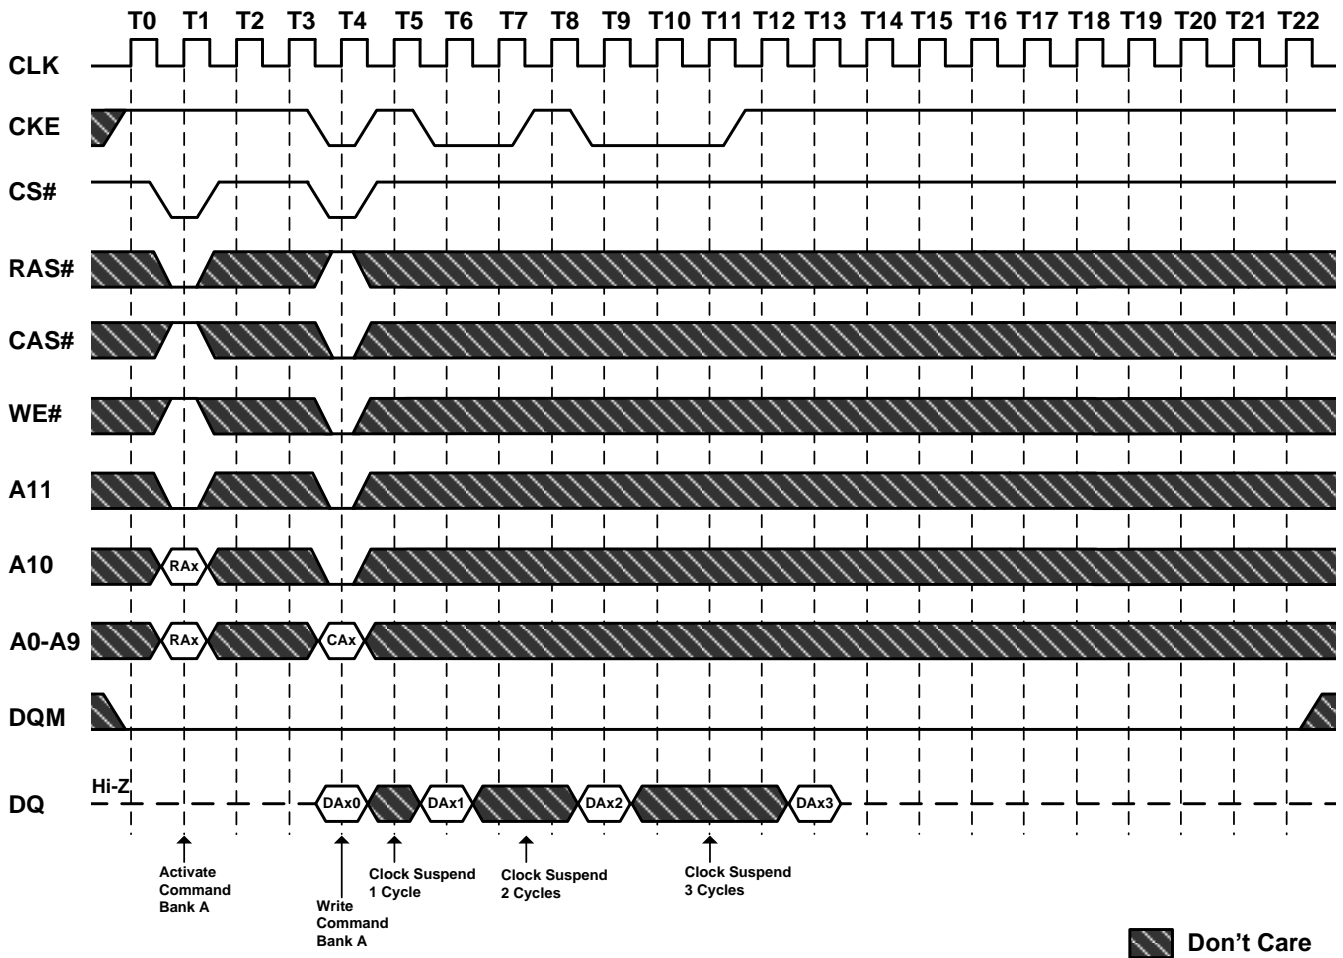 T0 T1 T2 T3 T4 T5 T6 T7 T8 T9 T10 T11 T12 T13 T14 T15 T16 T17 T18 T19 T20 T21 T22
CLK
CKE
CS#
RAS#
CAS#
WE#
A11
A10 RAx
A0-A9 RAx CAx
DQM
Hi-Z
DQ DAx0 DAx1 DAx2 DAx3
Activate
Command
Bank A
Write
Command
Bank A
Clock Suspend
1 Cycle
Clock Suspend
2 Cycles
Clock Suspend
3 Cycles
Don't Care